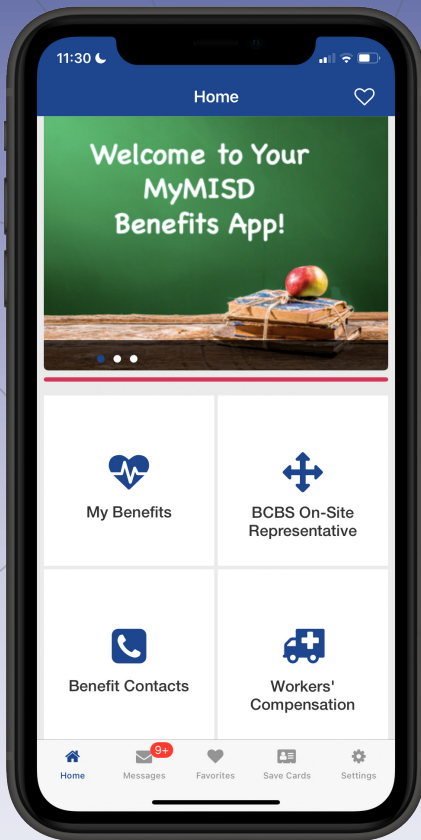 11:30
Home
Welcome to Your
MyMISD
Benefits App!
My Benefits
BCBS On-Site
Representative
Benefit Contacts
Workers'
Compensation
9+
Home
Messages
Favorites
Save Cards
Settings